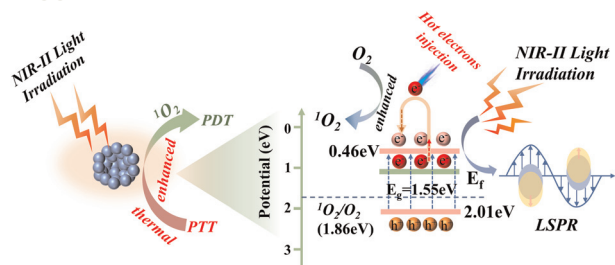 NIR-II Light
Irradiation
¹O₂
PDT
enhanced
thermal
PTT
Potential (eV)
0
1
2
3
O₂
¹O₂
enhanced
Hot electrons
injection
e⁻
e⁻ e⁻ e⁻
0.46eV
e⁻ e⁻ e⁻
E_g=1.55eV
E_f
¹O₂/O₂
(1.86eV)
2.01eV
h⁺ h⁺ h⁺ h⁺
NIR-II Light
Irradiation
LSPR